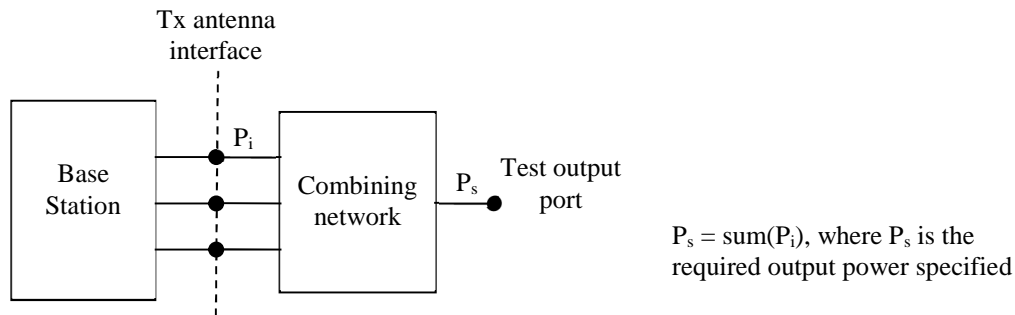 Tx antenna
interface
Base
Station
Pi
Combining
network
Ps
Test output
port
Ps = sum(Pi), where Ps is the
required output power specified